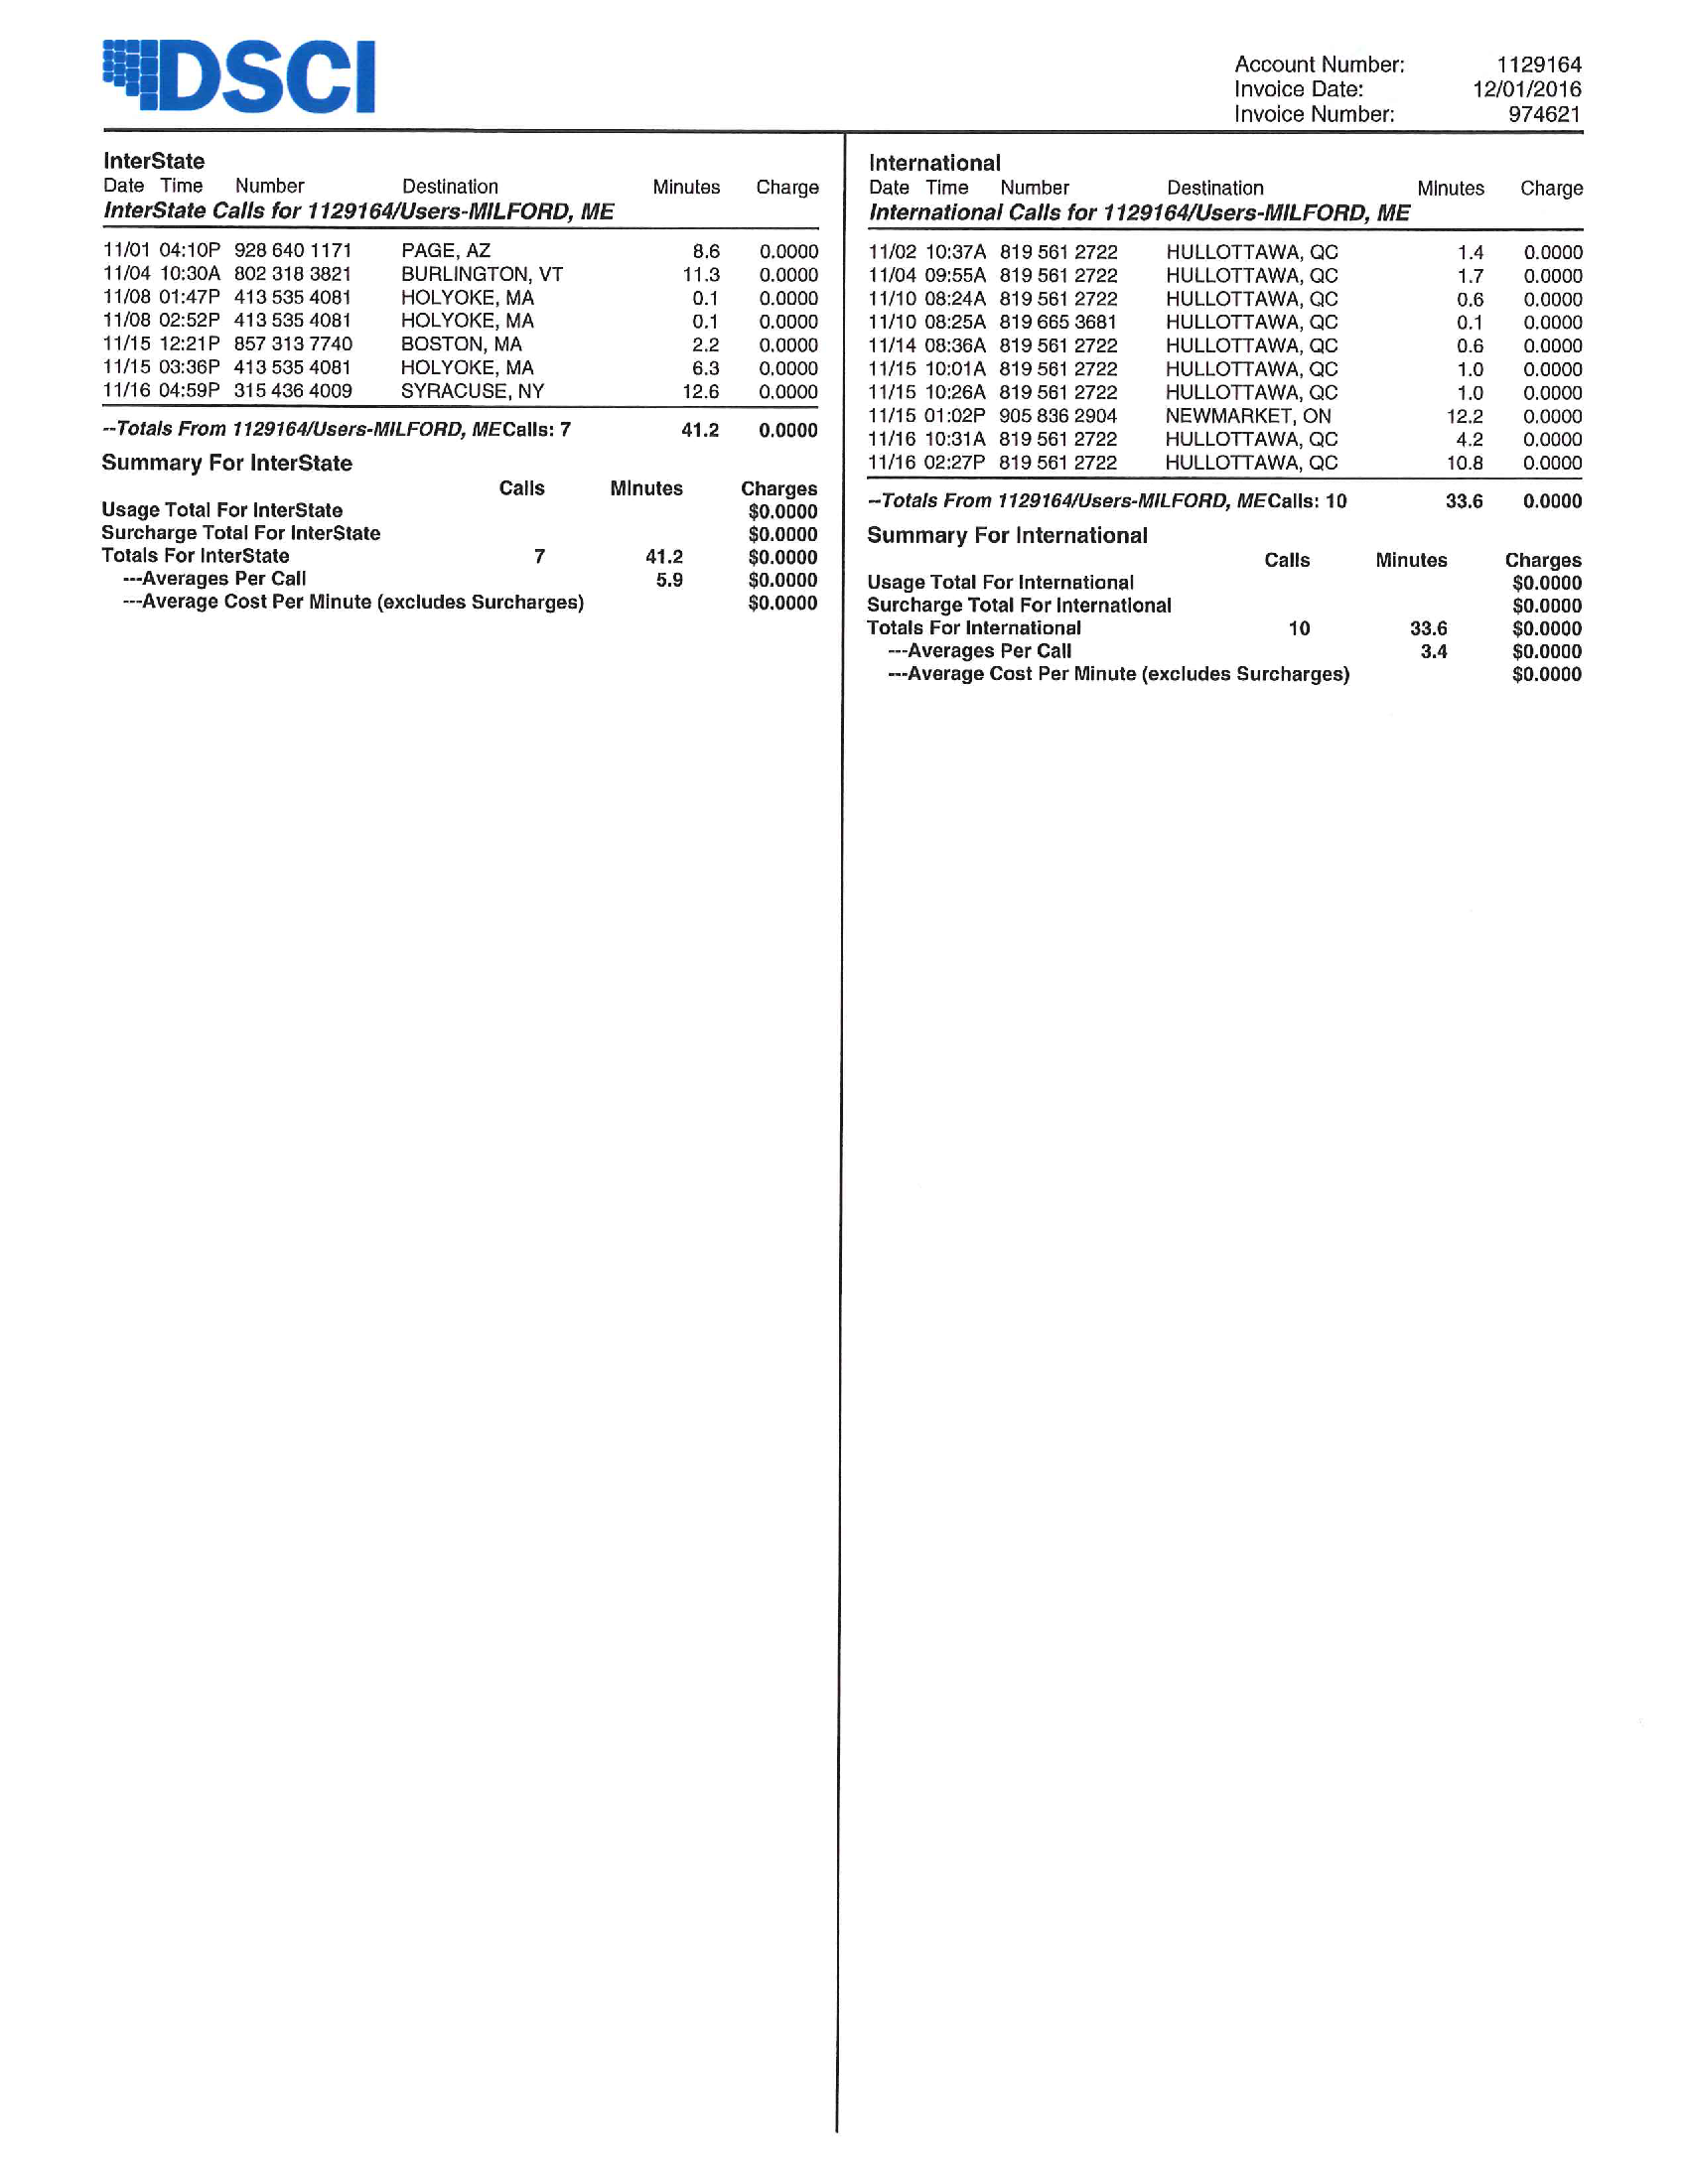 DSCI
Account Number: 1129164
Invoice Date: 12/01/2016
Invoice Number: 974621
InterState
Date Time Number Destination Minutes Charge
InterState Calls for 1129164/Users-MILFORD, ME
11/01 04:10P 928 640 1171 PAGE, AZ 8.6 0.0000
11/04 10:30A 802 318 3821 BURLINGTON, VT 11.3 0.0000
11/08 01:47P 413 535 4081 HOLYOKE, MA 0.1 0.0000
11/08 02:52P 413 535 4081 HOLYOKE, MA 0.1 0.0000
11/15 12:21P 857 313 7740 BOSTON, MA 2.2 0.0000
11/15 03:36P 413 535 4081 HOLYOKE, MA 6.3 0.0000
11/16 04:59P 315 436 4009 SYRACUSE, NY 12.6 0.0000
--Totals From 1129164/Users-MILFORD, MECalls: 7 41.2 0.0000
Summary For InterState
Calls Minutes Charges
Usage Total For InterState $0.0000
Surcharge Total For InterState $0.0000
Totals For InterState 7 41.2 $0.0000
---Averages Per Call 5.9 $0.0000
---Average Cost Per Minute (excludes Surcharges) $0.0000
International
Date Time Number Destination Minutes Charge
International Calls for 1129164/Users-MILFORD, ME
11/02 10:37A 819 561 2722 HULLOTTAWA, QC 1.4 0.0000
11/04 09:55A 819 561 2722 HULLOTTAWA, QC 1.7 0.0000
11/10 08:24A 819 561 2722 HULLOTTAWA, QC 0.6 0.0000
11/10 08:25A 819 665 3681 HULLOTTAWA, QC 0.1 0.0000
11/14 08:36A 819 561 2722 HULLOTTAWA, QC 0.6 0.0000
11/15 10:01A 819 561 2722 HULLOTTAWA, QC 1.0 0.0000
11/15 10:26A 819 561 2722 HULLOTTAWA, QC 1.0 0.0000
11/15 01:02P 905 836 2904 NEWMARKET, ON 12.2 0.0000
11/16 10:31A 819 561 2722 HULLOTTAWA, QC 4.2 0.0000
11/16 02:27P 819 561 2722 HULLOTTAWA, QC 10.8 0.0000
--Totals From 1129164/Users-MILFORD, MECalls: 10 33.6 0.0000
Summary For International
Calls Minutes Charges
Usage Total For International $0.0000
Surcharge Total For International $0.0000
Totals For International 10 33.6 $0.0000
---Averages Per Call 3.4 $0.0000
---Average Cost Per Minute (excludes Surcharges) $0.0000